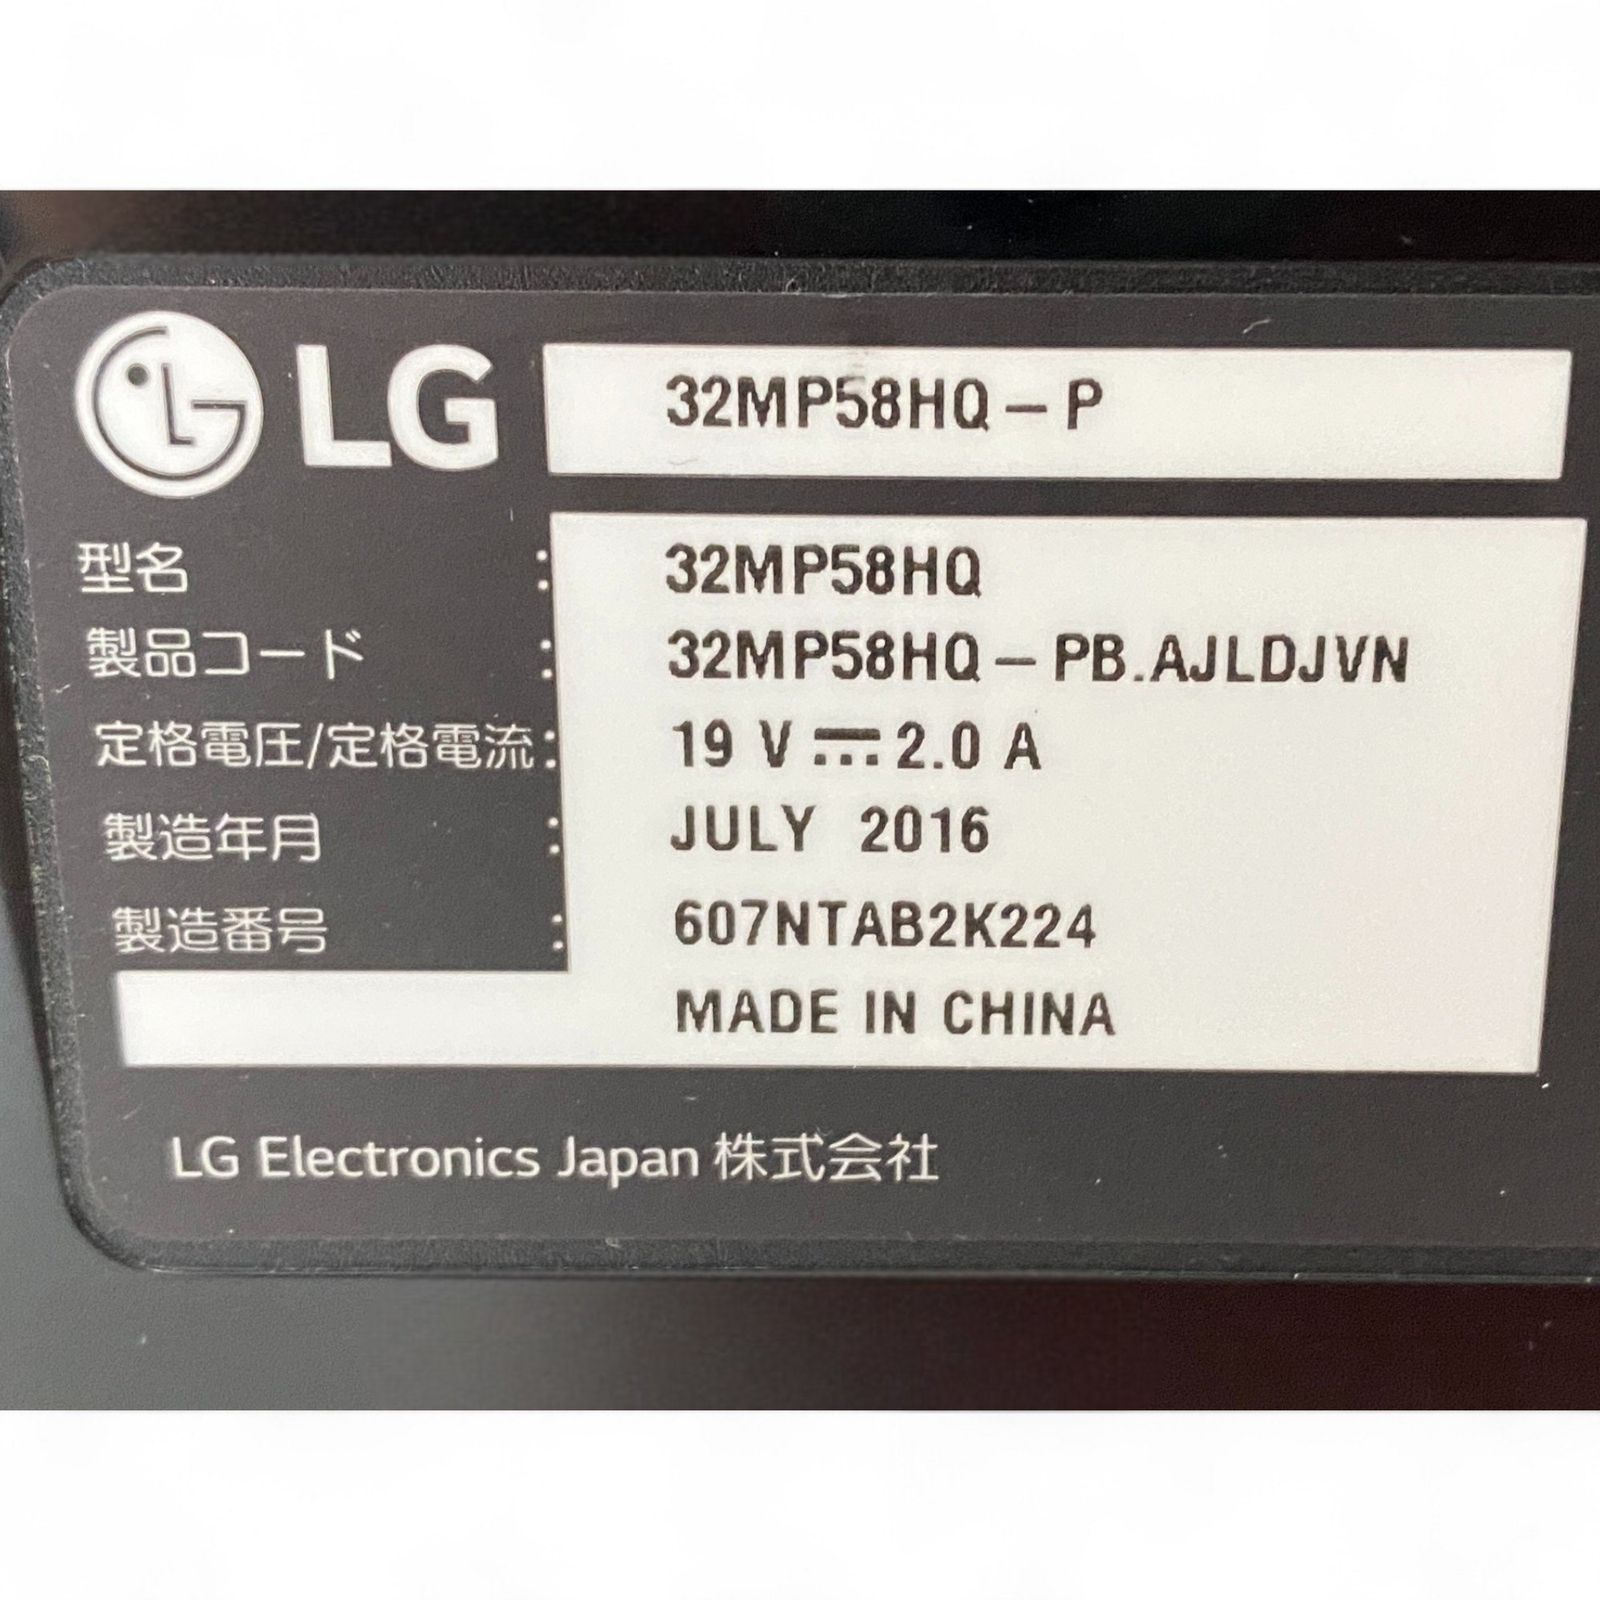 LG 32MP58HQ-P
型名 : 32MP58HQ
製品コード : 32MP58HQ-PB.AJLDJVN
定格電圧/定格電流 : 19 V ⎓ 2.0 A
製造年月 : JULY 2016
製造番号 : 607NTAB2K224
MADE IN CHINA
LG Electronics Japan 株式会社